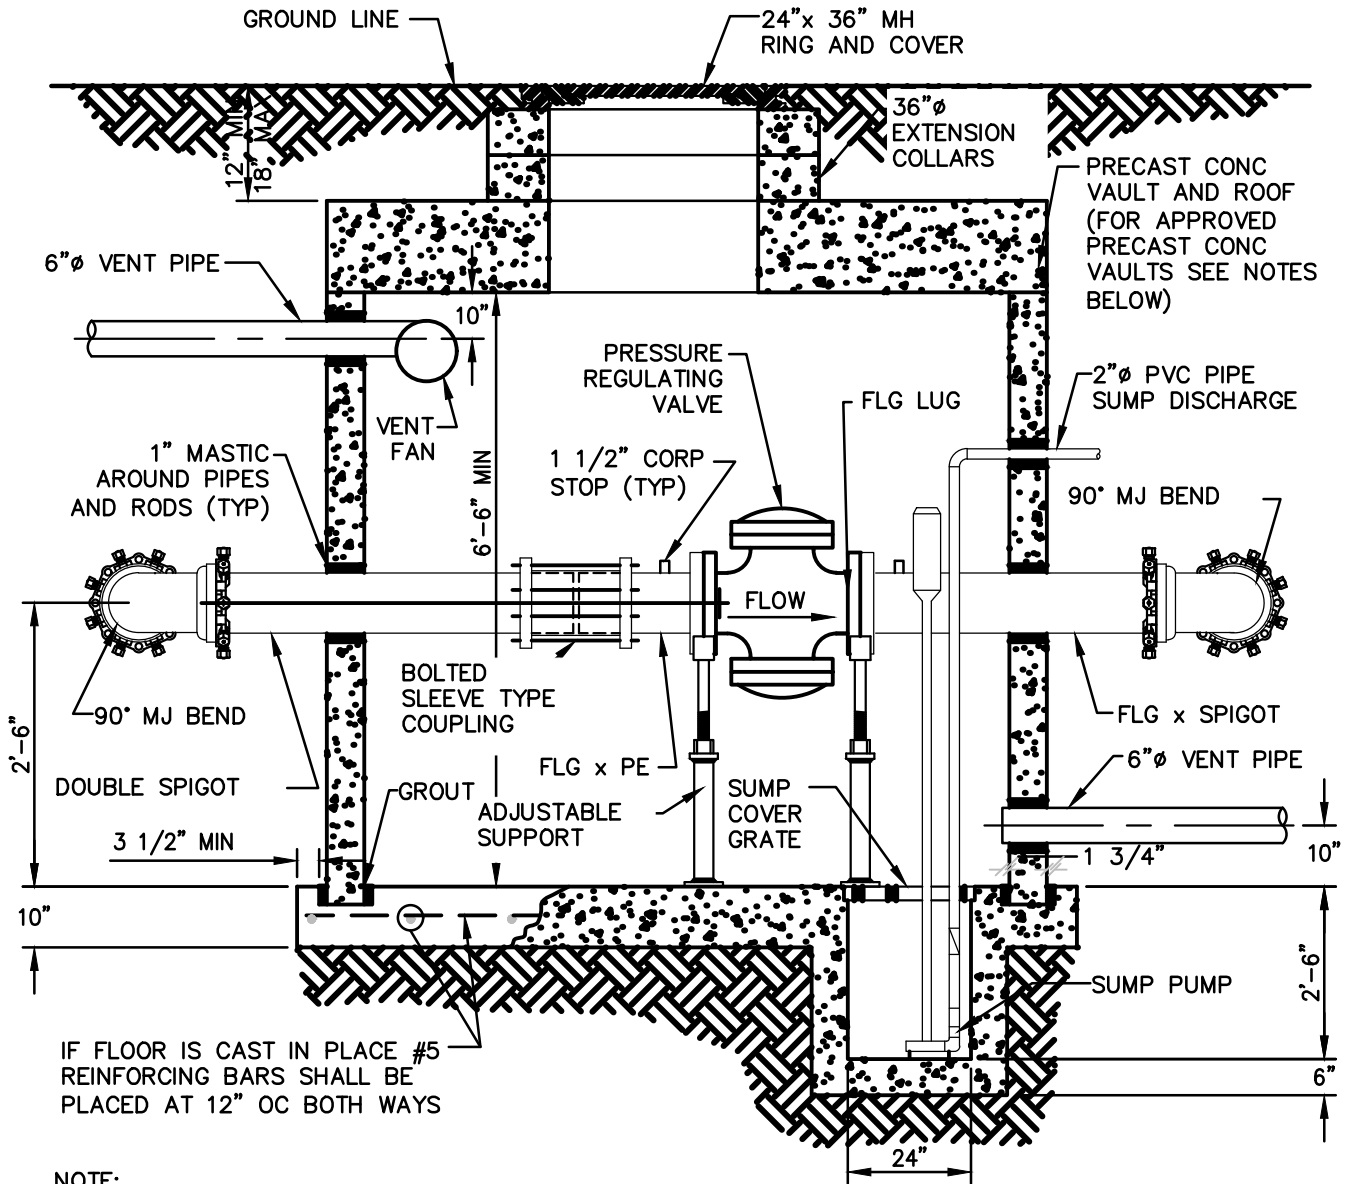 GROUND LINE
24"x 36" MH
RING AND COVER
12" MIN
18" MAX
36"ø
EXTENSION
COLLARS
PRECAST CONC
VAULT AND ROOF
(FOR APPROVED
PRECAST CONC
VAULTS SEE NOTES
BELOW)
6"ø VENT PIPE
10"
PRESSURE
REGULATING
VALVE
FLG LUG
2"ø PVC PIPE
SUMP DISCHARGE
VENT
FAN
1" MASTIC
AROUND PIPES
AND RODS (TYP)
6'-6" MIN
1 1/2" CORP
STOP (TYP)
90° MJ BEND
FLOW
BOLTED
SLEEVE TYPE
COUPLING
90° MJ BEND
2'-6"
FLG x SPIGOT
DOUBLE SPIGOT
FLG x PE
6"ø VENT PIPE
GROUT
ADJUSTABLE
SUPPORT
SUMP
COVER
GRATE
3 1/2" MIN
1 3/4"
10"
10"
2'-6"
SUMP PUMP
IF FLOOR IS CAST IN PLACE #5
REINFORCING BARS SHALL BE
PLACED AT 12" OC BOTH WAYS
6"
24"
NOTE: